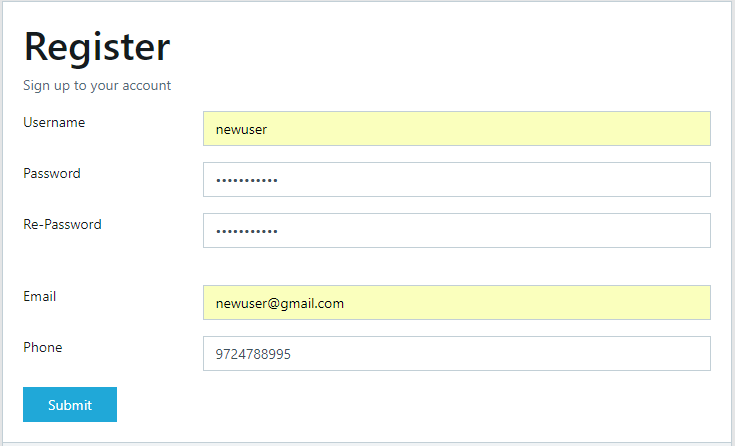 Register
Sign up to your account
Username newuser
Password •••••••••••
Re-Password •••••••••••
Email newuser@gmail.com
Phone 9724788995
Submit